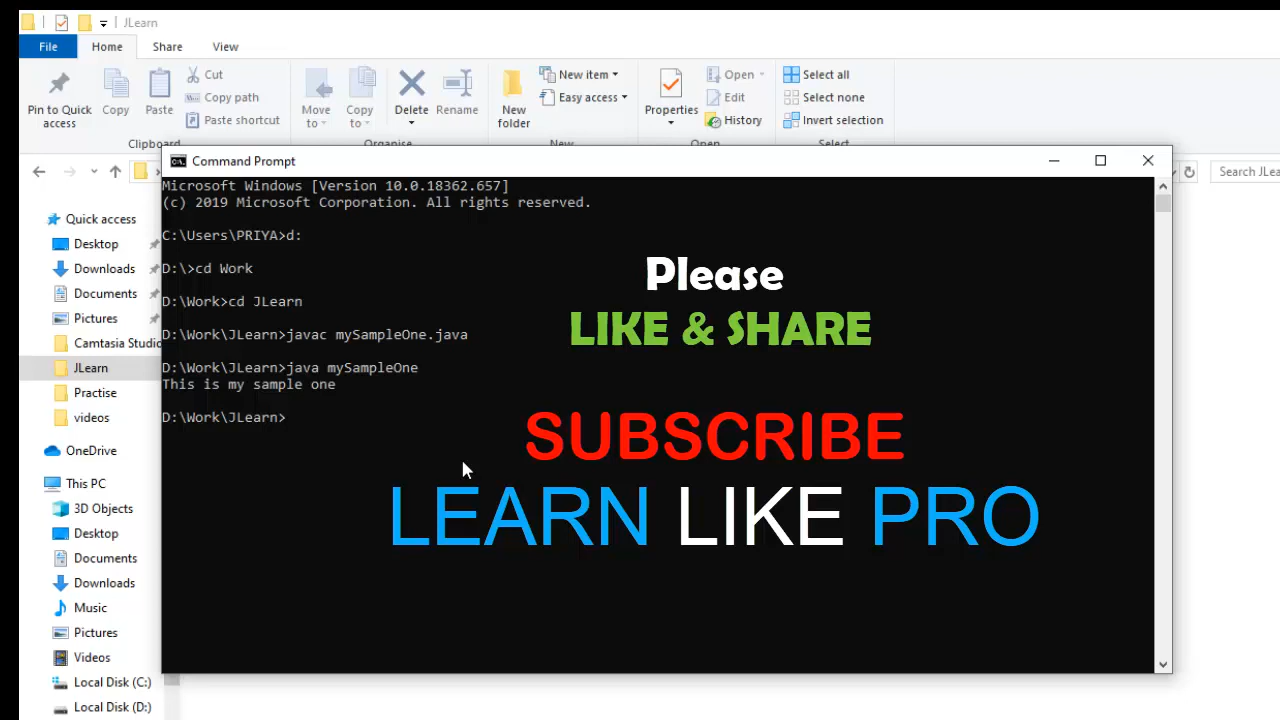 JLearn
File Home Share View
Pin to Quick access
Copy
Paste
Cut
Copy path
Paste shortcut
Clipboard
Move to
Copy to
Delete
Rename
Organise
New folder
New item
Easy access
New
Properties
Open
Edit
History
Open
Select all
Select none
Invert selection
Select
Search JLea
Command Prompt
Microsoft Windows [Version 10.0.18362.657]
(c) 2019 Microsoft Corporation. All rights reserved.
C:\Users\PRIYA>d:
D:\>cd Work
D:\Work>cd JLearn
D:\Work\JLearn>javac mySampleOne.java
D:\Work\JLearn>java mySampleOne
This is my sample one
D:\Work\JLearn>
Please
LIKE & SHARE
SUBSCRIBE
LEARN LIKE PRO
Quick access
Desktop
Downloads
Documents
Pictures
Camtasia Studio
JLearn
Practise
videos
OneDrive
This PC
3D Objects
Desktop
Documents
Downloads
Music
Pictures
Videos
Local Disk (C:)
Local Disk (D:)